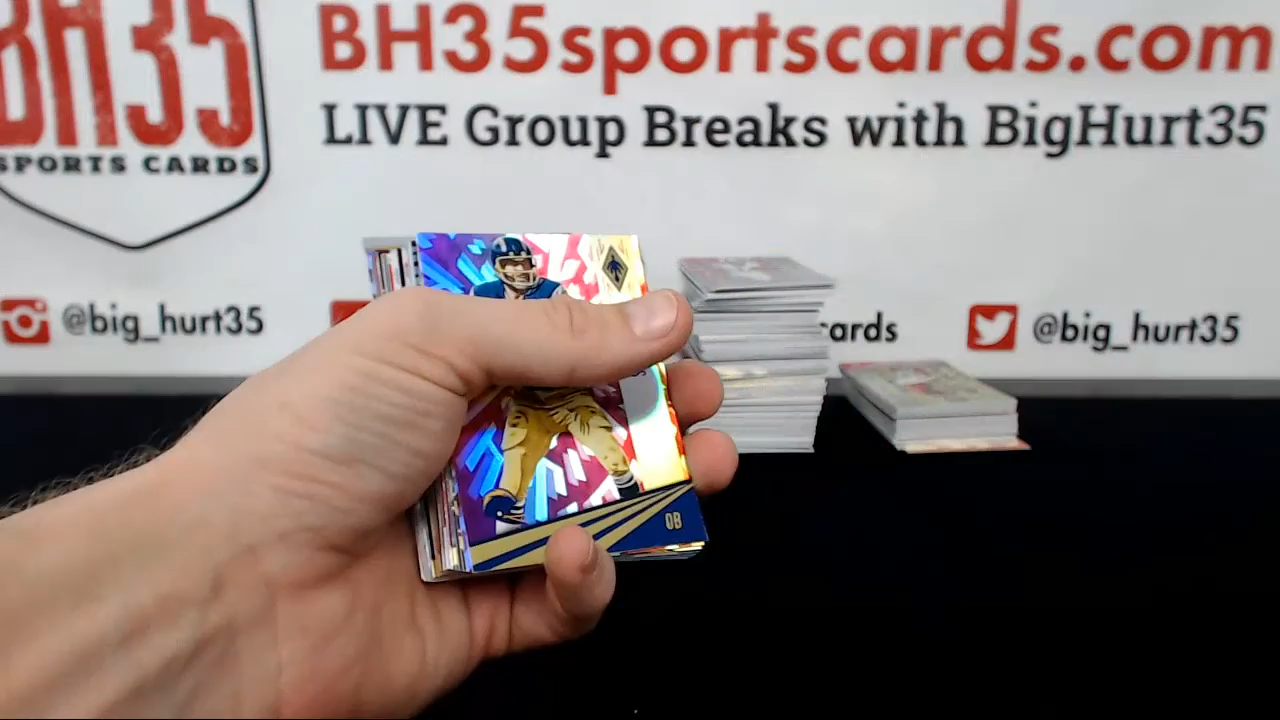 BH35
SPORTS CARDS
BH35sportscards.com
LIVE Group Breaks with BigHurt35
@big_hurt35
cards
@big_hurt35
QB